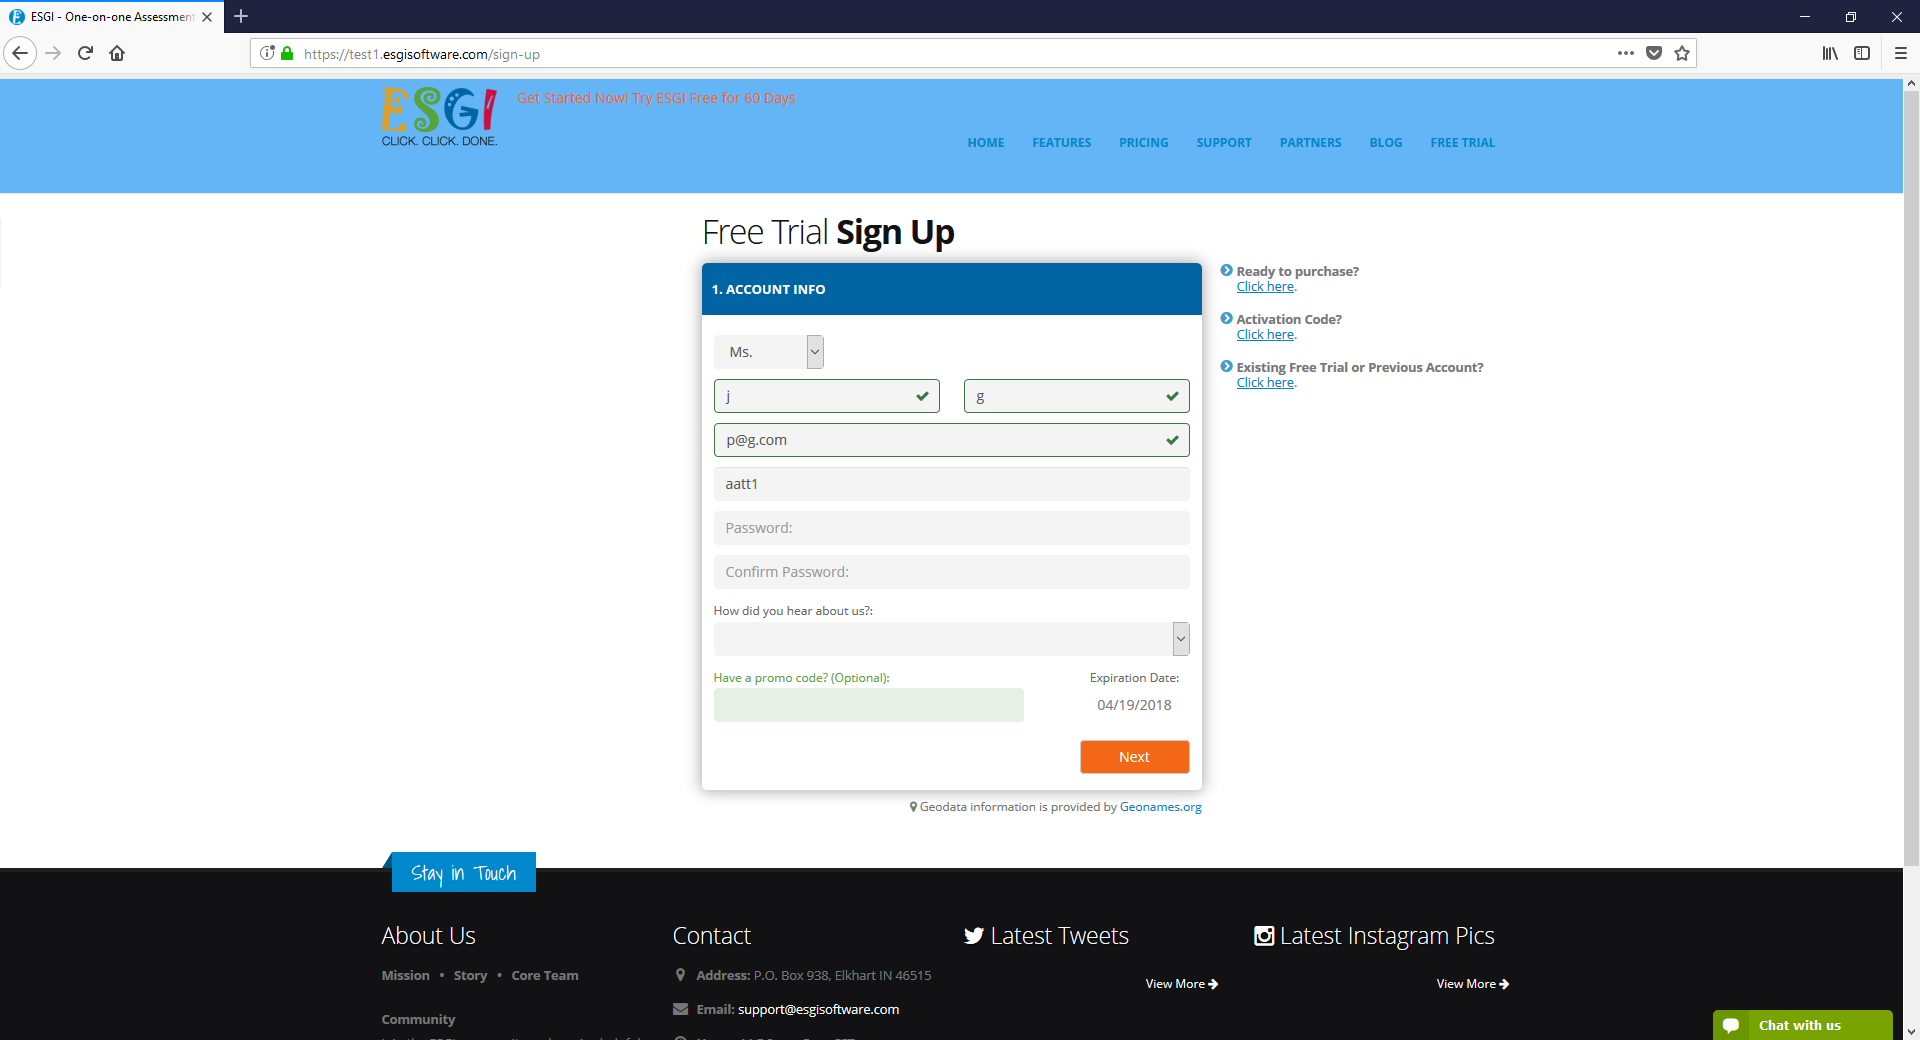 ESGI - One-on-one Assessment
https://test1.esgisoftware.com/sign-up
ESGI
CLICK. CLICK. DONE.
Get Started Now! Try ESGI Free for 60 Days
HOME FEATURES PRICING SUPPORT PARTNERS BLOG FREE TRIAL
Free Trial Sign Up
1. ACCOUNT INFO
Ms.
j g
p@g.com
aatt1
Password:
Confirm Password:
How did you hear about us?:
Have a promo code? (Optional): Expiration Date:
04/19/2018
Next
Geodata information is provided by Geonames.org
Ready to purchase?
Click here.
Activation Code?
Click here.
Existing Free Trial or Previous Account?
Click here.
Stay in Touch
About Us
Mission • Story • Core Team
Community
Contact
Address: P.O. Box 938, Elkhart IN 46515
Email: support@esgisoftware.com
Latest Tweets
View More
Latest Instagram Pics
View More
Chat with us